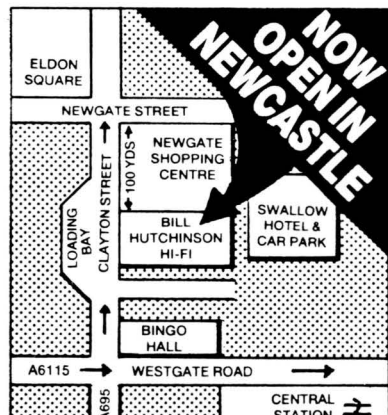 NOW
OPEN IN
NEWCASTLE
ELDON
SQUARE
NEWGATE STREET
100 YDS
NEWGATE
SHOPPING
CENTRE
CLAYTON STREET
LOADING
BAY
BILL
HUTCHINSON
HI-FI
SWALLOW
HOTEL &
CAR PARK
BINGO
HALL
A6115
WESTGATE ROAD
A695
CENTRAL
STATION